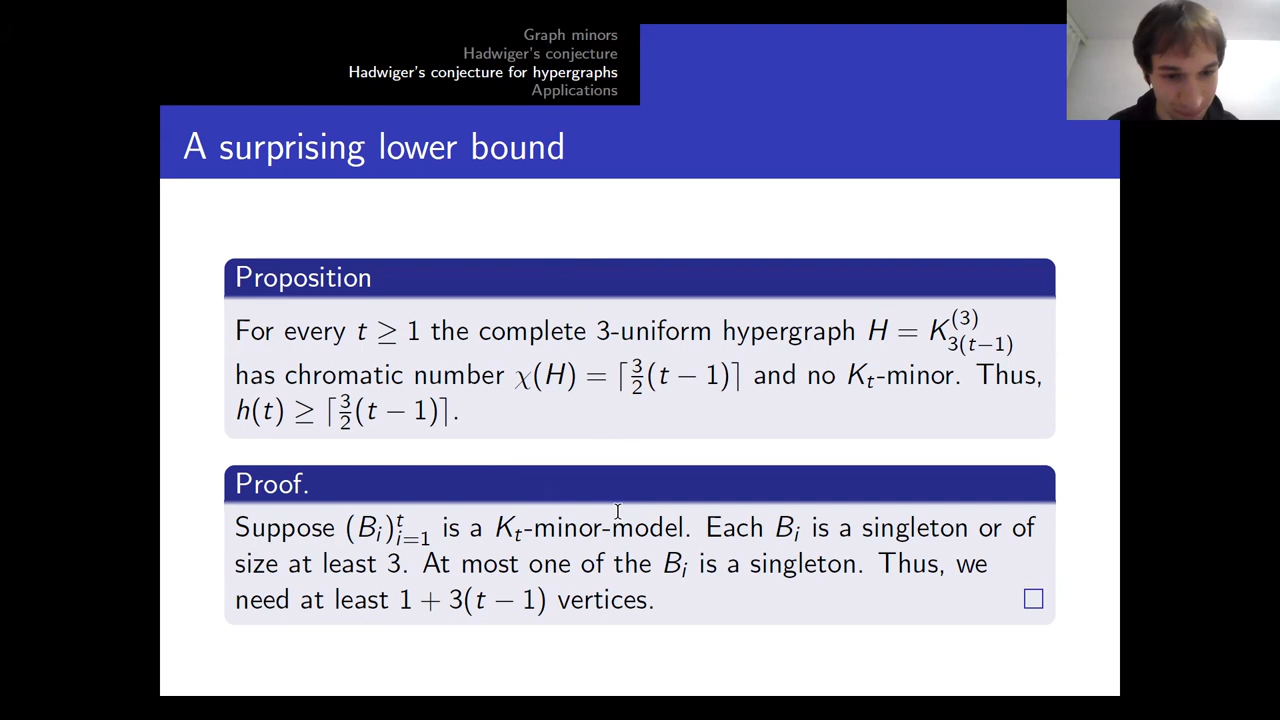 Graph minors
Hadwiger's conjecture
Hadwiger's conjecture for hypergraphs
Applications
A surprising lower bound
Proposition
For every t ≥ 1 the complete 3-uniform hypergraph H = K^{(3)}_{3(t−1)}
has chromatic number χ(H) = ⌈3/2(t − 1)⌉ and no K_t-minor. Thus,
h(t) ≥ ⌈3/2(t − 1)⌉.
Proof.
Suppose (B_i)^t_{i=1} is a K_t-minor-model. Each B_i is a singleton or of
size at least 3. At most one of the B_i is a singleton. Thus, we
need at least 1 + 3(t − 1) vertices. □